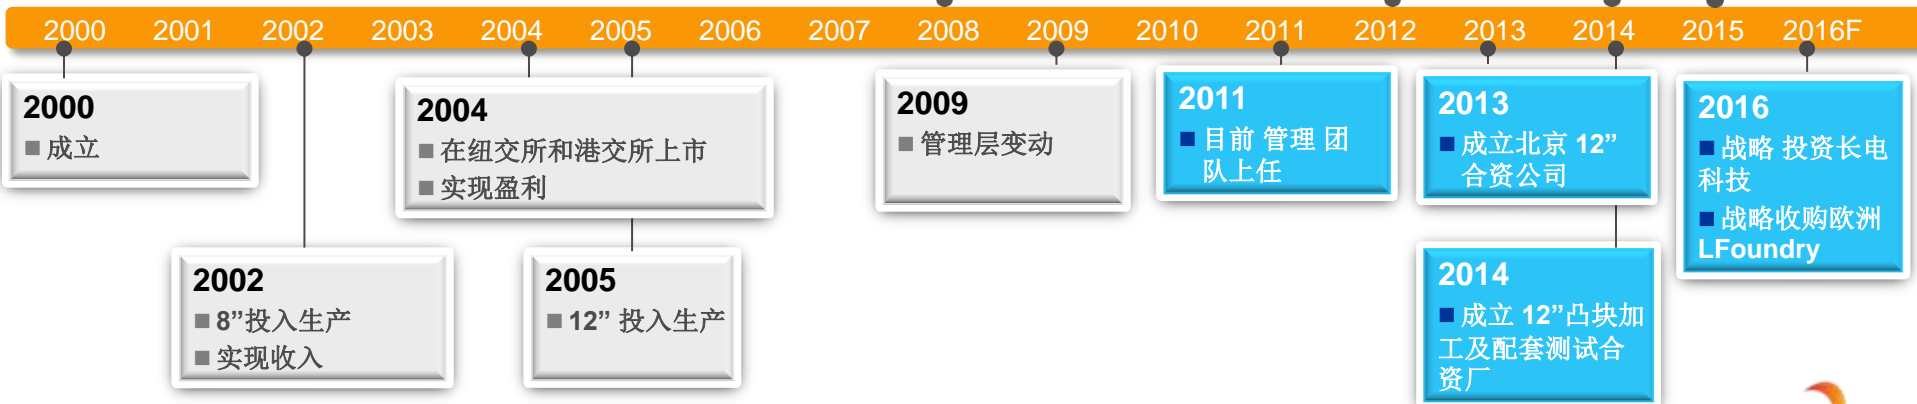 2000 2001 2002 2003 2004 2005 2006 2007 2008 2009 2010 2011 2012 2013 2014 2015 2016F
2000
■ 成立
2002
■ 8”投入生产
■ 实现收入
2004
■ 在纽交所和港交所上市
■ 实现盈利
2005
■ 12” 投入生产
2009
■ 管理层变动
2011
■ 目前 管理 团
队上任
2013
■ 成立北京 12”
合资公司
2014
■ 成立 12”凸块加
工及配套测试合
资厂
2016
■ 战略 投资长电
科技
■ 战略收购欧洲
LFoundry